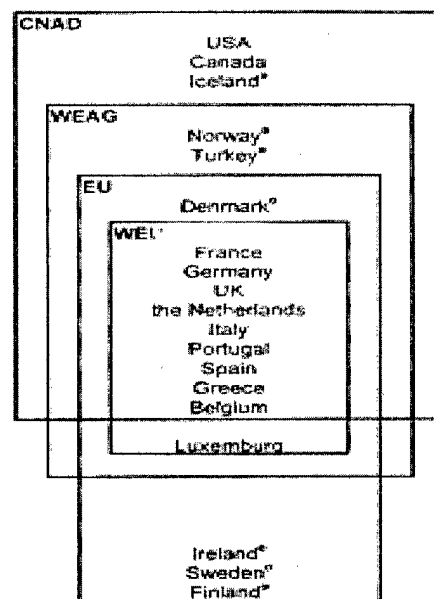 CNAD
USA
Canada
Iceland*
WEAG
Norway*
Turkey*
EU
Denmark°
WEU
France
Germany
UK
the Netherlands
Italy
Portugal
Spain
Greece
Belgium
Luxemburg
Ireland°
Sweden°
Finland°